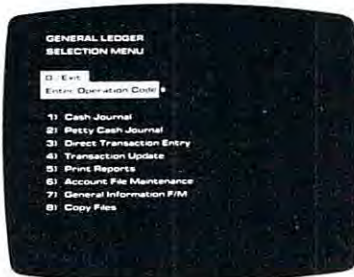 GENERAL LEDGER
SELECTION MENU
0/Exit
Enter Operation Code
1) Cash Journal
2) Petty Cash Journal
3) Direct Transaction Entry
4) Transaction Update
5) Print Reports
6) Account File Maintenance
7) General Information F/M
8) Copy Files